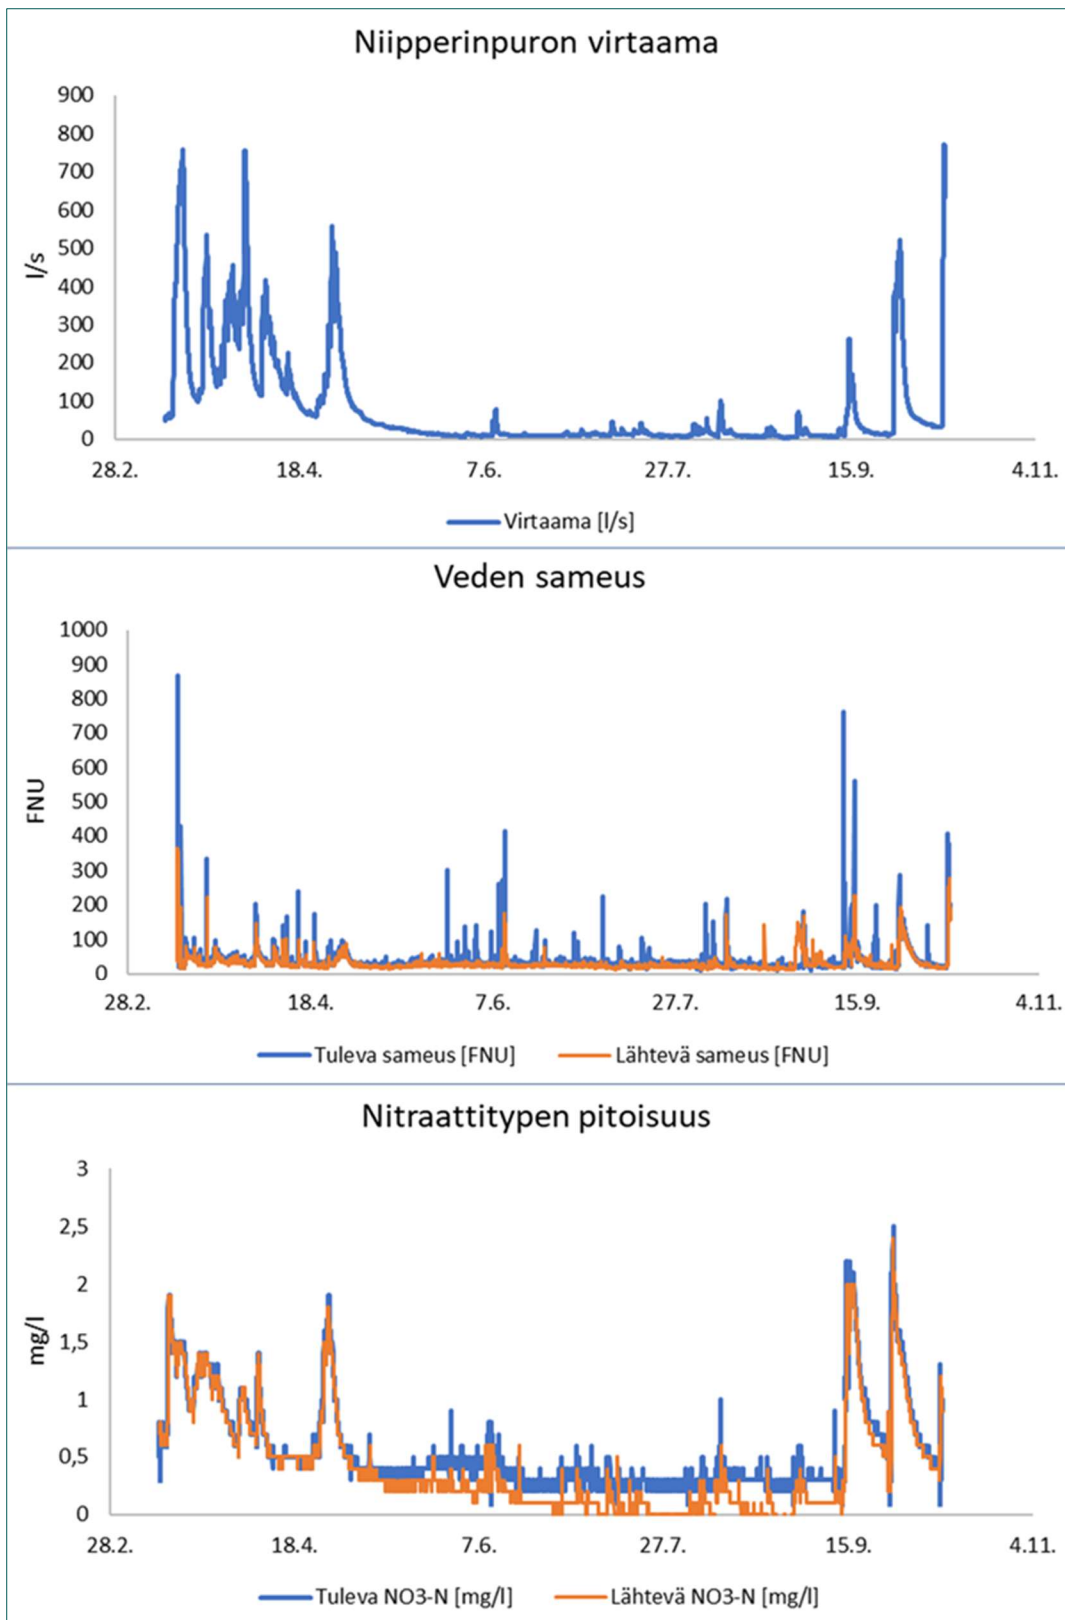 Niipperinpuron virtaama
900
800
700
600
500
400
300
200
100
0
l/s
28.2. 18.4. 7.6. 27.7. 15.9. 4.11.
Virtaama [l/s]
Veden sameus
1000
900
800
700
600
500
400
300
200
100
0
FNU
28.2. 18.4. 7.6. 27.7. 15.9. 4.11.
Tuleva sameus [FNU] Lähtevä sameus [FNU]
Nitraattitypen pitoisuus
3
2,5
2
1,5
1
0,5
0
mg/l
28.2. 18.4. 7.6. 27.7. 15.9. 4.11.
Tuleva NO3-N [mg/l] Lähtevä NO3-N [mg/l]